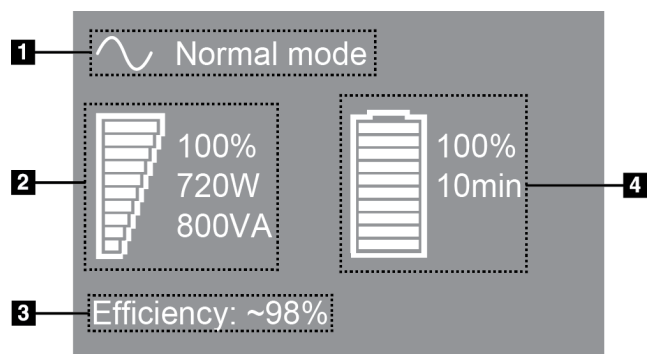 1 Normal mode
2
100%
720W
800VA
100%
10min
4
3 Efficiency: ~98%